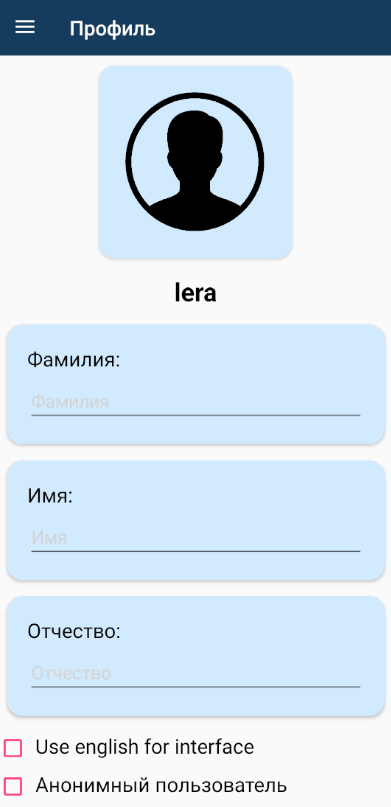 Профиль
lera
Фамилия:
Фамилия
Имя:
Имя
Отчество:
Отчество
Use english for interface
Анонимный пользователь